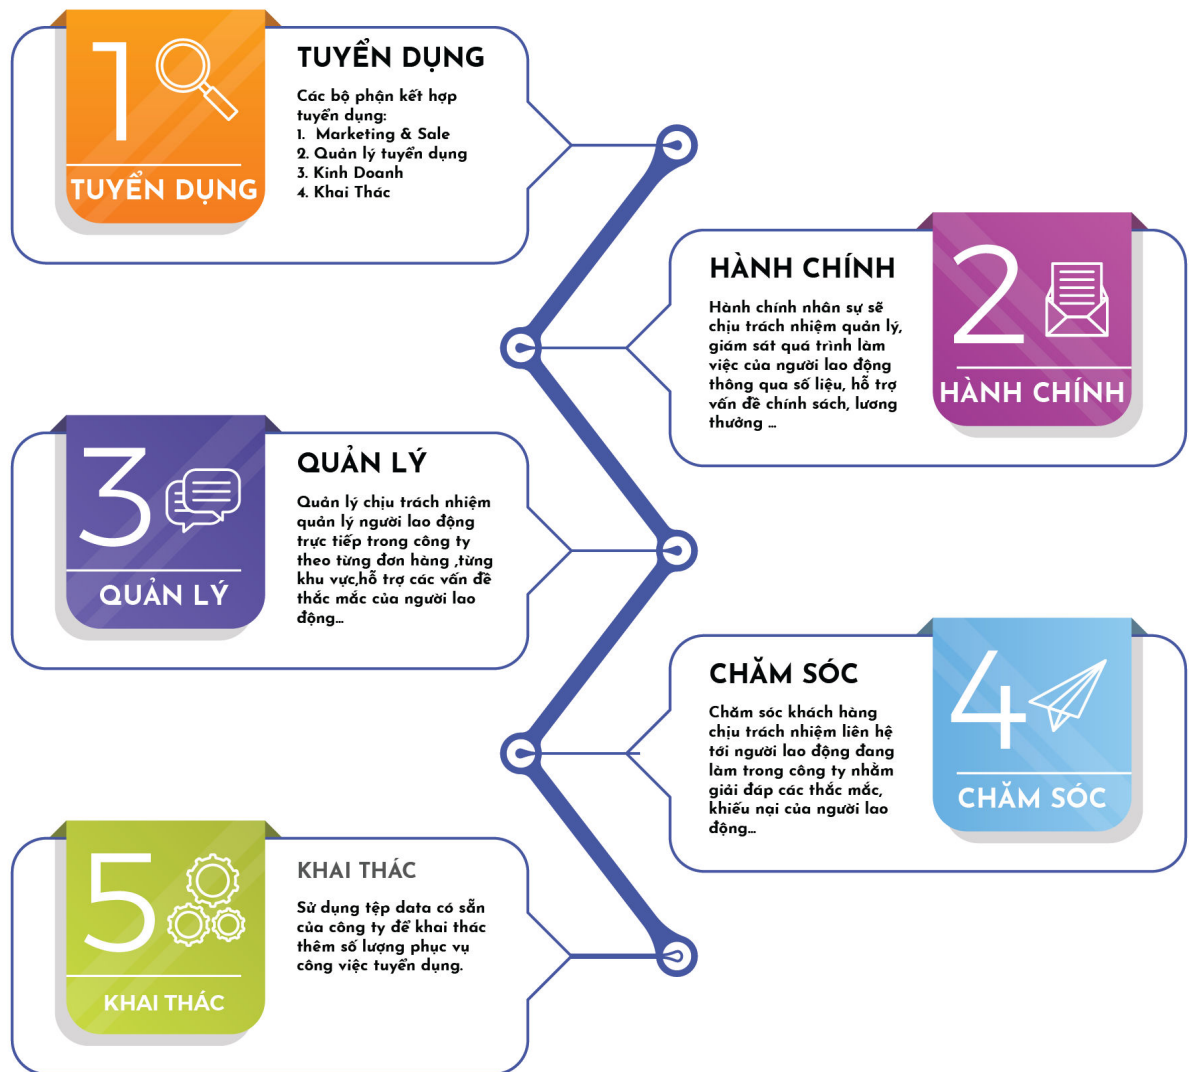 1
TUYỂN DỤNG
TUYỂN DỤNG
Các bộ phận kết hợp
tuyển dụng:
1. Marketing & Sale
2. Quản lý tuyển dụng
3. Kinh Doanh
4. Khai Thác
HÀNH CHÍNH
Hành chính nhân sự sẽ
chịu trách nhiệm quản lý,
giám sát quá trình làm
việc của người lao động
thông qua số liệu, hỗ trợ
vấn đề chính sách, lương
thưởng ...
2
HÀNH CHÍNH
3
QUẢN LÝ
QUẢN LÝ
Quản lý chịu trách nhiệm
quản lý người lao động
trực tiếp trong công ty
theo từng đơn hàng ,từng
khu vực,hỗ trợ các vấn đề
thắc mắc của người lao
động...
CHĂM SÓC
Chăm sóc khách hàng
chịu trách nhiệm liên hệ
tới người lao động đang
làm trong công ty nhằm
giải đáp các thắc mắc,
khiếu nại của người lao
động...
4
CHĂM SÓC
5
KHAI THÁC
KHAI THÁC
Sử dụng tệp data có sẵn
của công ty để khai thác
thêm số lượng phục vụ
công việc tuyển dụng.